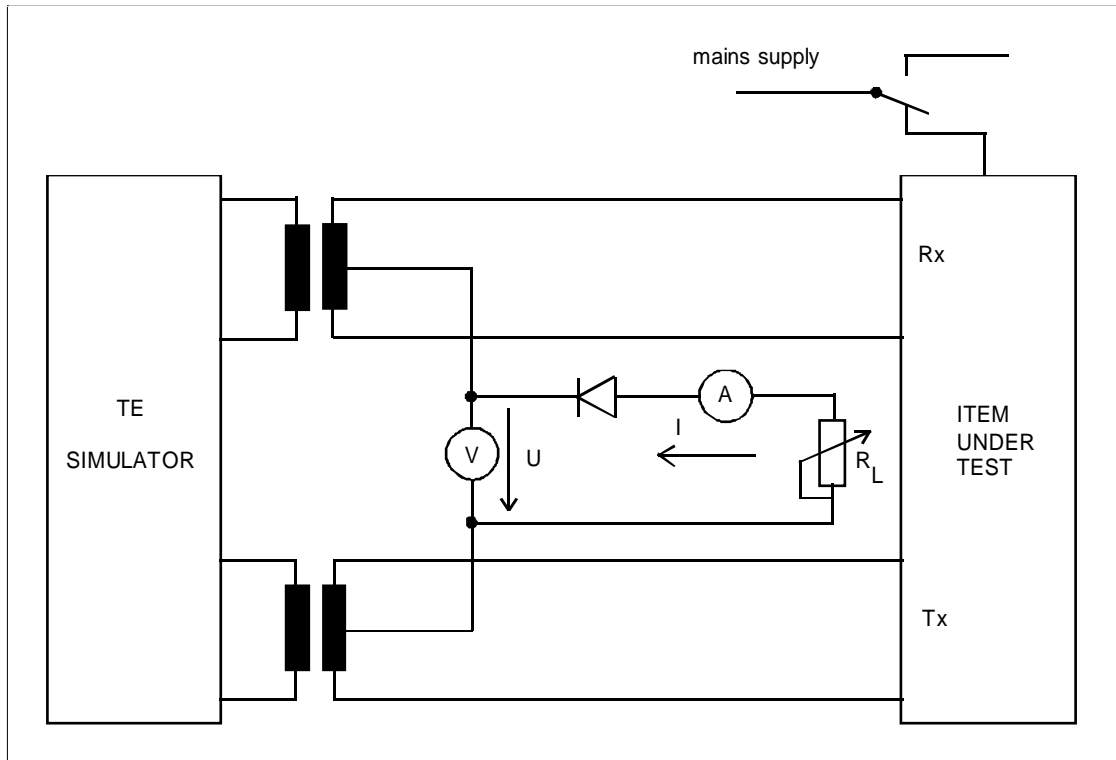 mains supply
Rx
TE
SIMULATOR
A
I
V
U
R
L
ITEM
UNDER
TEST
Tx